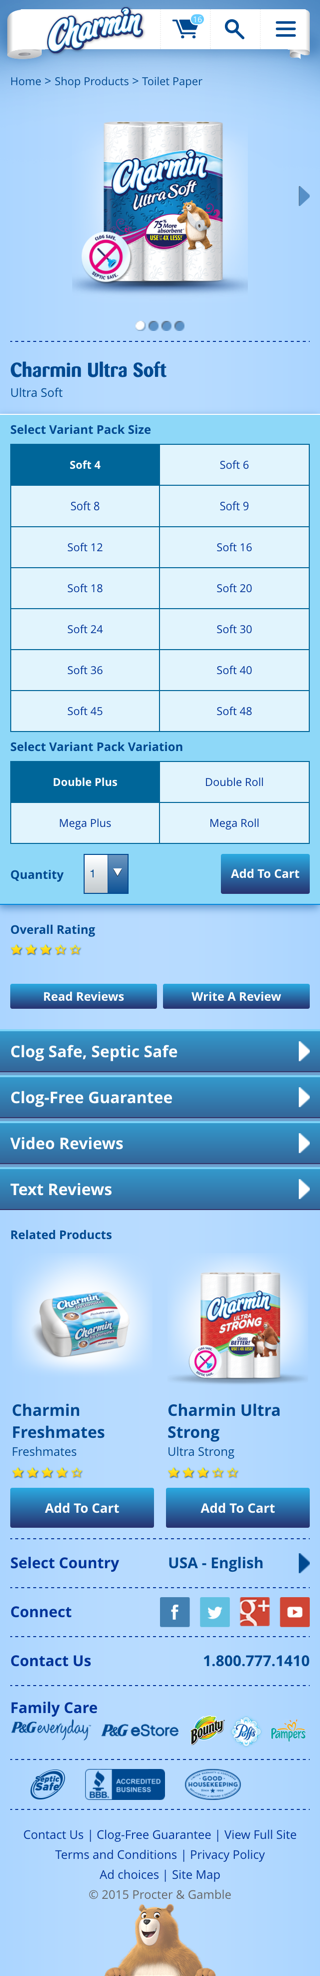 Charmin
16
Home > Shop Products > Toilet Paper
Charmin
Ultra Soft
75% More
absorbent
USE UP TO 4X LESS!
CLOG SAFE,
SEPTIC SAFE.
Charmin Ultra Soft
Ultra Soft
Select Variant Pack Size
Soft 4
Soft 6
Soft 8
Soft 9
Soft 12
Soft 16
Soft 18
Soft 20
Soft 24
Soft 30
Soft 36
Soft 40
Soft 45
Soft 48
Select Variant Pack Variation
Double Plus
Double Roll
Mega Plus
Mega Roll
Quantity
1
Add To Cart
Overall Rating
Read Reviews
Write A Review
Clog Safe, Septic Safe
Clog-Free Guarantee
Video Reviews
Text Reviews
Related Products
Charmin
Charmin
Charmin
ULTRA
STRONG
Charmin
Freshmates
Charmin Ultra
Strong
Freshmates
Ultra Strong
Add To Cart
Add To Cart
Select Country
USA - English
Connect
f
g+
Contact Us
1.800.777.1410
Family Care
P&G everyday
P&G eStore
Bounty
Puffs
Pampers
Septic
Safe
BBB.
ACCREDITED
BUSINESS
GOOD
HOUSEKEEPING
Contact Us | Clog-Free Guarantee | View Full Site
Terms and Conditions | Privacy Policy
Ad choices | Site Map
© 2015 Procter & Gamble